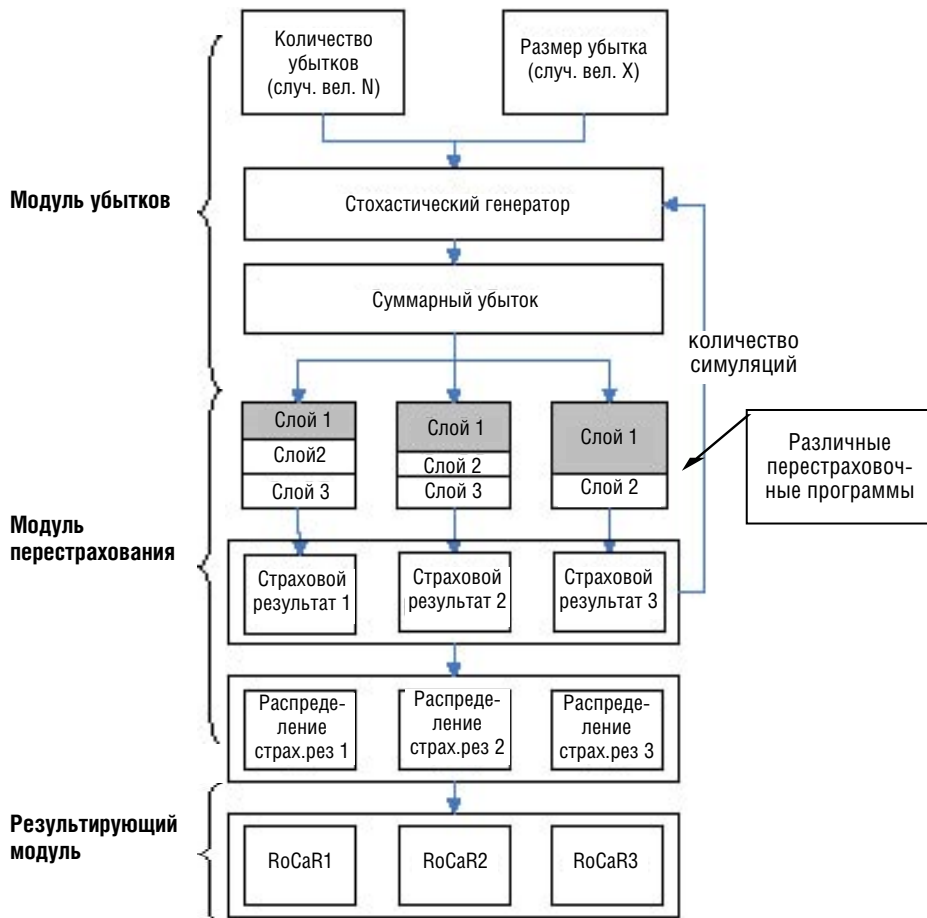 Количество
убытков
(случ. вел. N)
Размер убытка
(случ. вел. X)
Модуль убытков
Стохастический генератор
Суммарный убыток
количество
симуляций
Слой 1
Слой2
Слой 3
Слой 1
Слой 2
Слой 3
Слой 1
Слой 2
Различные
перестраховоч-
ные программы
Модуль
перестрахования
Страховой
результат 1
Страховой
результат 2
Страховой
результат 3
Распреде-
ление
страх.рез 1
Распреде-
ление
страх.рез 2
Распреде-
ление
страх.рез 3
Результирующий
модуль
RoCaR1
RoCaR2
RoCaR3